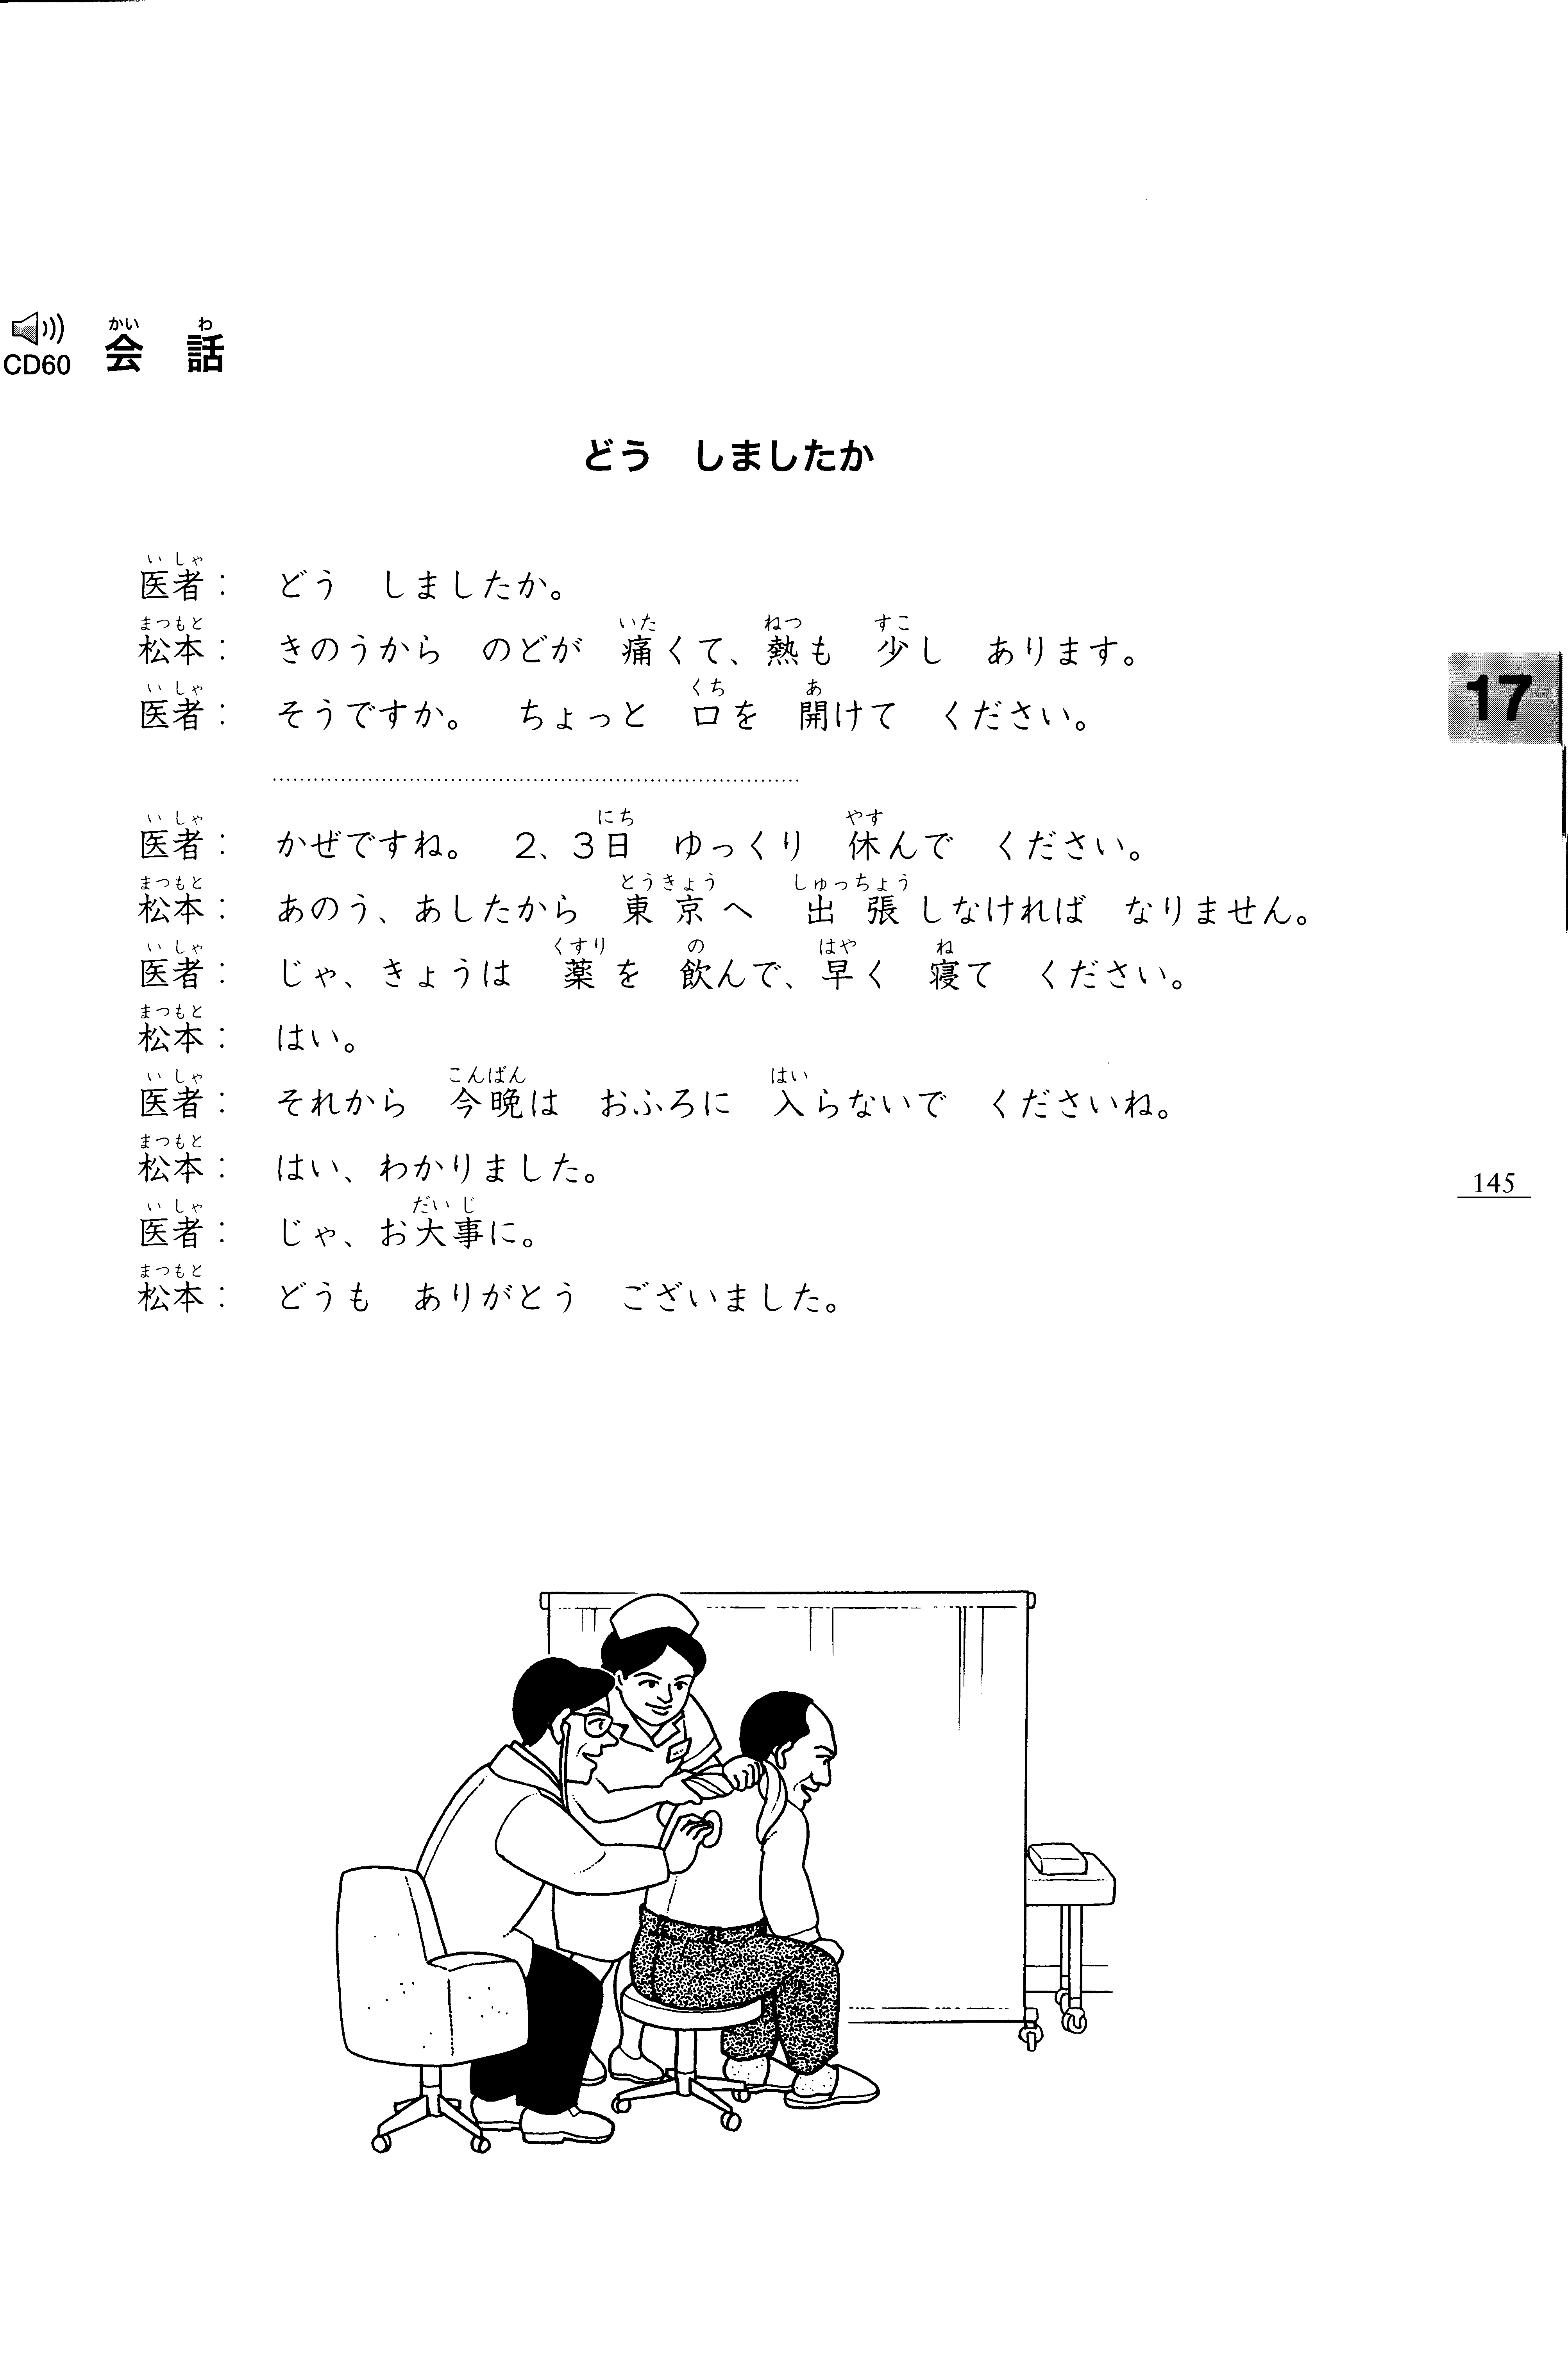 CD60 会話
どう しましたか
医者： どう しましたか。
松本： きのうから のどが 痛くて、熱も 少し あります。
医者： そうですか。 ちょっと 口を 開けて ください。
17
医者： かぜですね。 2、3日 ゆっくり 休んで ください。
松本： あのう、あしたから 東京へ 出張しなければ なりません。
医者： じゃ、きょうは 薬を 飲んで、早く 寝て ください。
松本： はい。
医者： それから 今晩は おふろに 入らないで くださいね。
松本： はい、わかりました。
145
医者： じゃ、お大事に。
松本： どうも ありがとう ございました。